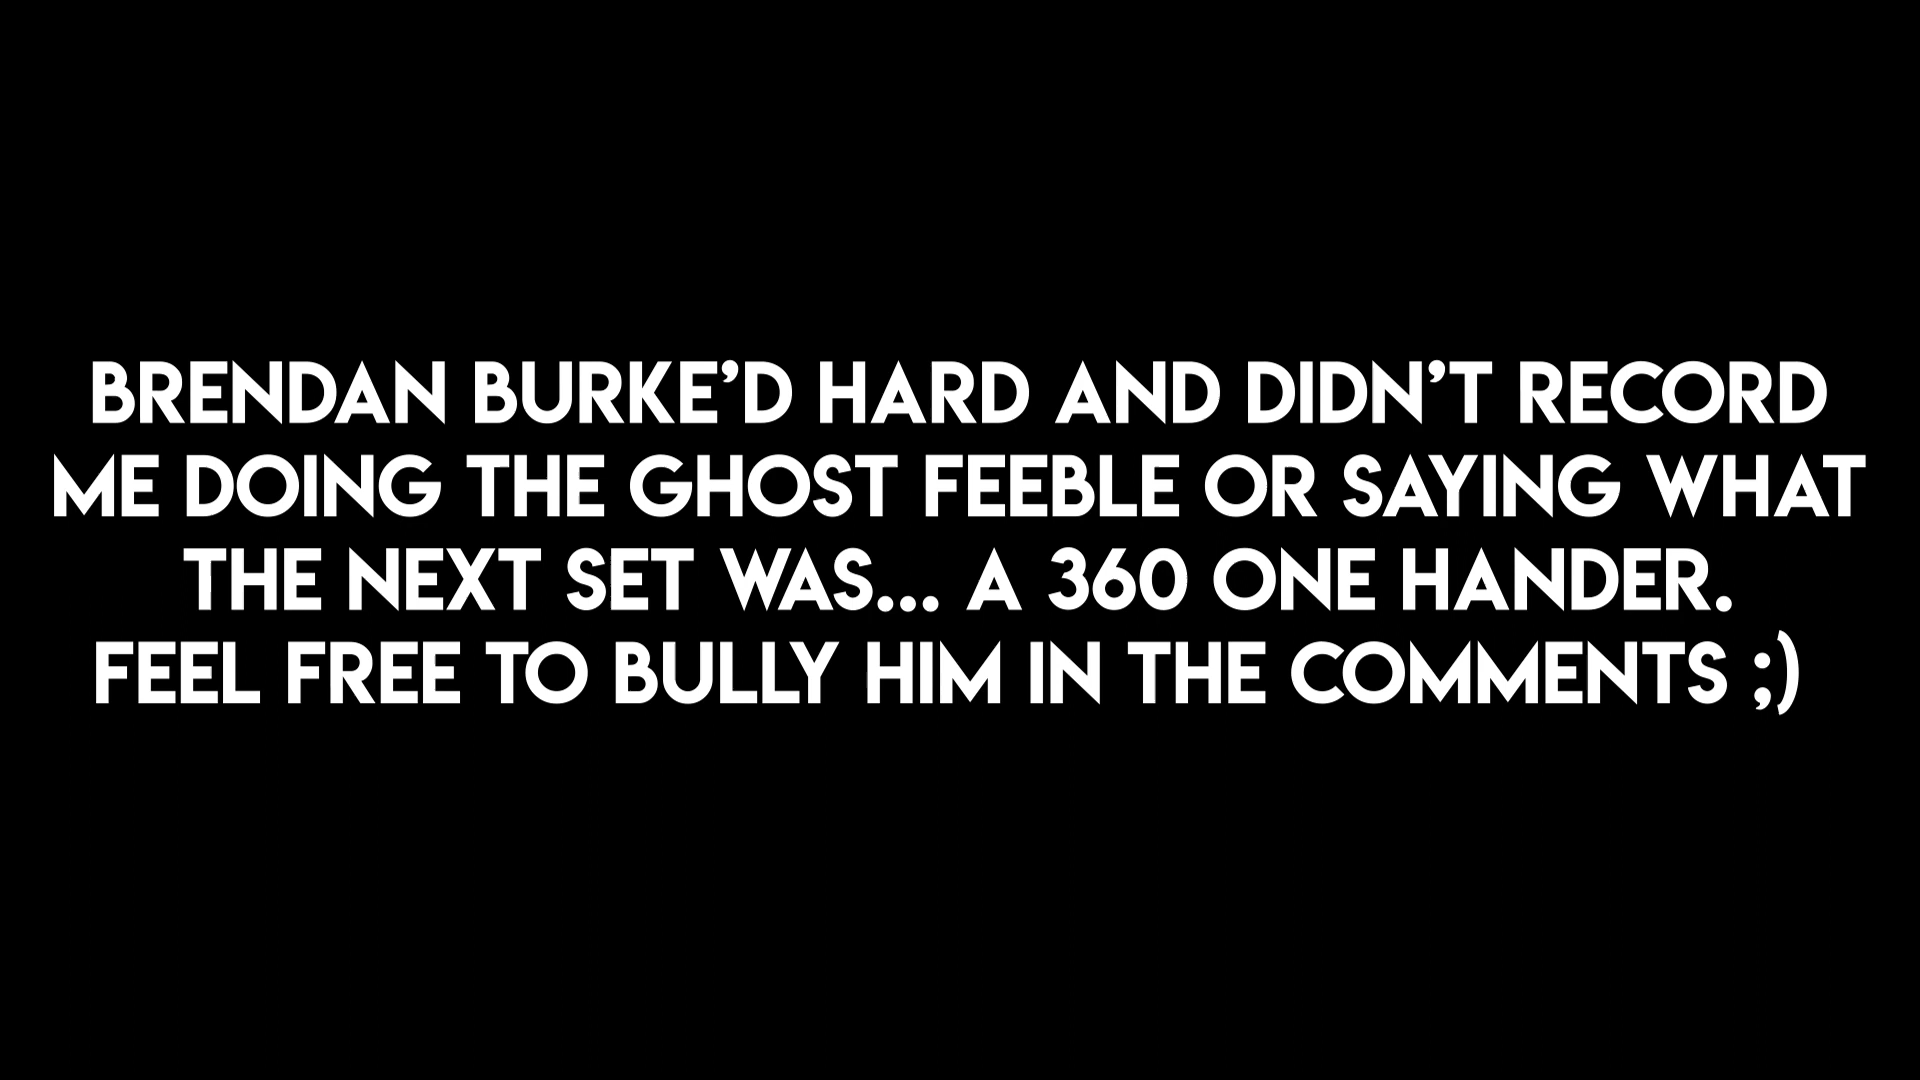 BRENDAN BURKE’D HARD AND DIDN’T RECORD
ME DOING THE GHOST FEEBLE OR SAYING WHAT
THE NEXT SET WAS... A 360 ONE HANDER.
FEEL FREE TO BULLY HIM IN THE COMMENTS ;)